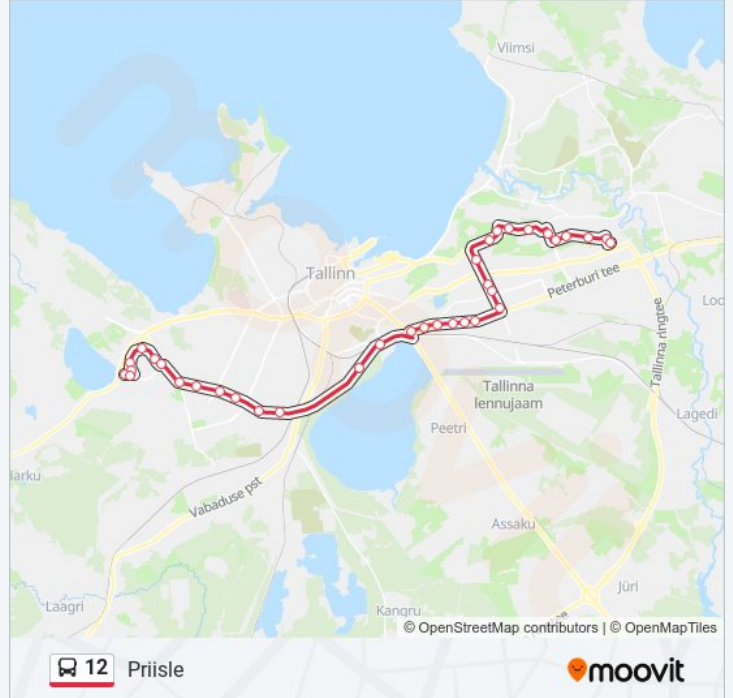 Viimsi
Tallinn
Peterburi tee
Loo
Tallinna ringtee
Tallinna
lennujaam
Lagedi
Peetri
Harku
Vabaduse pst
Assaku
Jüri
Laagri
Kangru
© OpenStreetMap contributors | © OpenMapTiles
12 Priisle
moovit